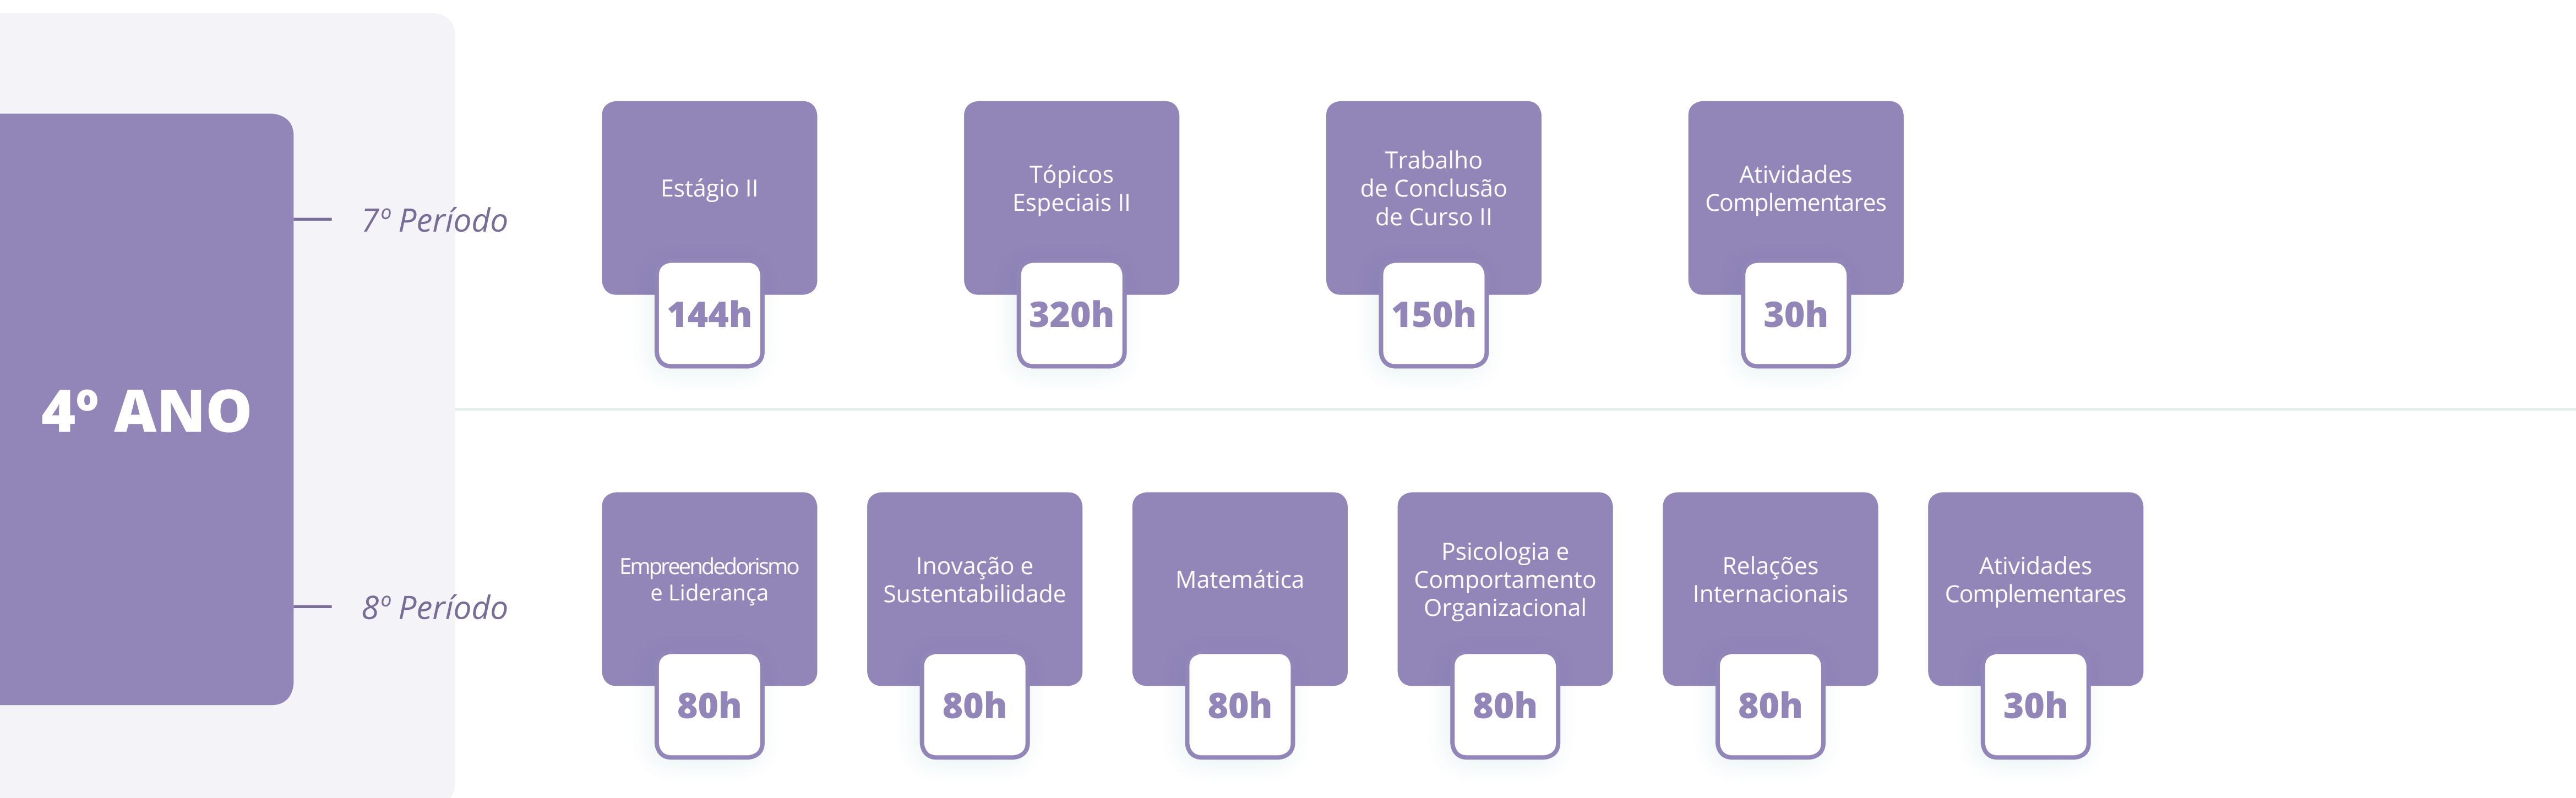 4º ANO
7º Período
Estágio II
144h
Tópicos
Especiais II
320h
Trabalho
de Conclusão
de Curso II
150h
Atividades
Complementares
30h
8º Período
Empreendedorismo
e Liderança
80h
Inovação e
Sustentabilidade
80h
Matemática
80h
Psicologia e
Comportamento
Organizacional
80h
Relações
Internacionais
80h
Atividades
Complementares
30h